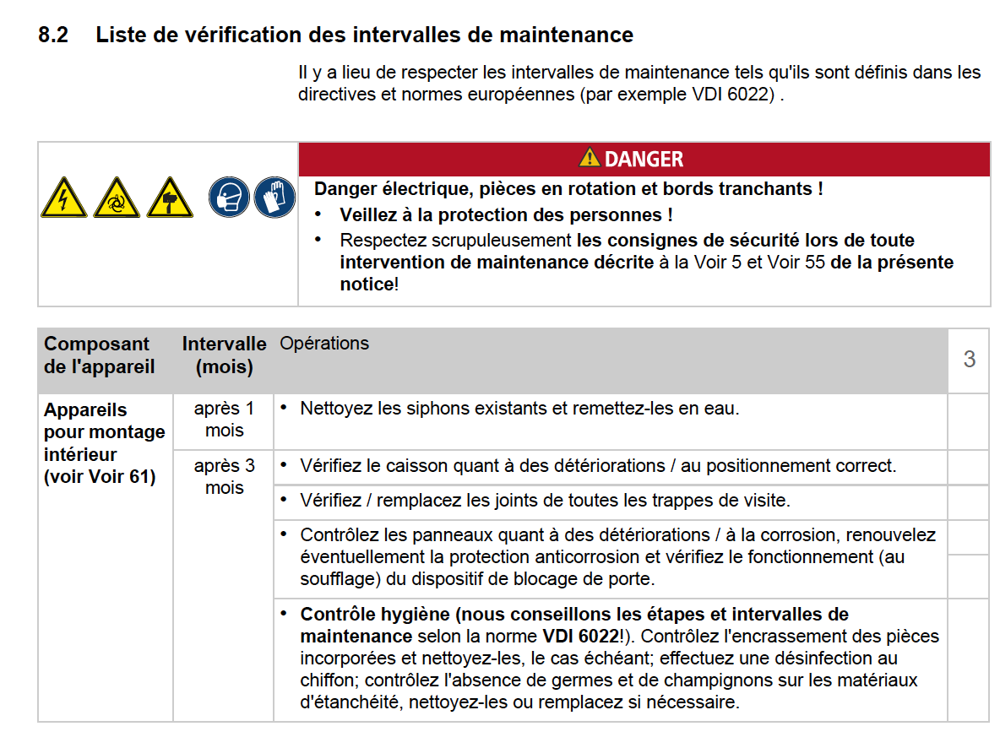 8.2 Liste de vérification des intervalles de maintenance
Il y a lieu de respecter les intervalles de maintenance tels qu'ils sont définis dans les
directives et normes européennes (par exemple VDI 6022) .
DANGER
Danger électrique, pièces en rotation et bords tranchants !
• Veillez à la protection des personnes !
• Respectez scrupuleusement les consignes de sécurité lors de toute
intervention de maintenance décrite à la Voir 5 et Voir 55 de la présente
notice!
Composant
de l'appareil
Intervalle
(mois)
Opérations
3
Appareils
pour montage
intérieur
(voir Voir 61)
après 1
mois
• Nettoyez les siphons existants et remettez-les en eau.
après 3
mois
• Vérifiez le caisson quant à des détériorations / au positionnement correct.
• Vérifiez / remplacez les joints de toutes les trappes de visite.
• Contrôlez les panneaux quant à des détériorations / à la corrosion, renouvelez
éventuellement la protection anticorrosion et vérifiez le fonctionnement (au
soufflage) du dispositif de blocage de porte.
• Contrôle hygiène (nous conseillons les étapes et intervalles de
maintenance selon la norme VDI 6022!). Contrôlez l'encrassement des pièces
incorporées et nettoyez-les, le cas échéant; effectuez une désinfection au
chiffon; contrôlez l'absence de germes et de champignons sur les matériaux
d'étanchéité, nettoyez-les ou remplacez si nécessaire.